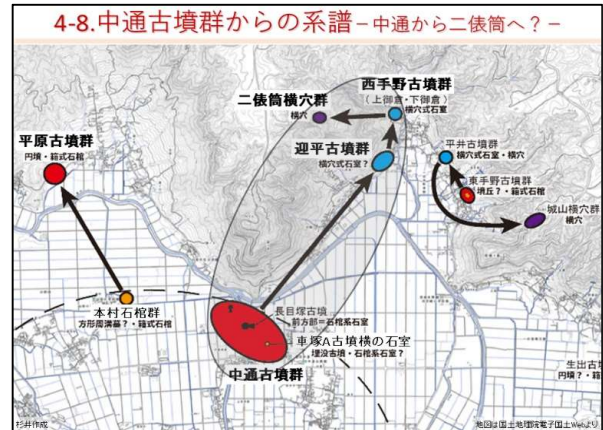 4-8.中通古墳群からの系譜－中通から二俵筒へ？－
西手野古墳群
（上御倉・下御倉）
横穴式石室
二俵筒横穴群
横穴
平原古墳群
円墳・箱式石棺
迎平古墳群
横穴式石室？
平井古墳群
横穴式石室・横穴
東手野古墳群
墳丘？・箱式石棺
城山横穴群
横穴
本村石棺群
方形周溝墓？・箱式石棺
長目塚古墳
前方部＝石棺系石室
車塚A古墳横の石室
埋没古墳・石棺系石室？
中通古墳群
生出古
円墳？・
杉井作成
地図は国土地理院電子国土Webより